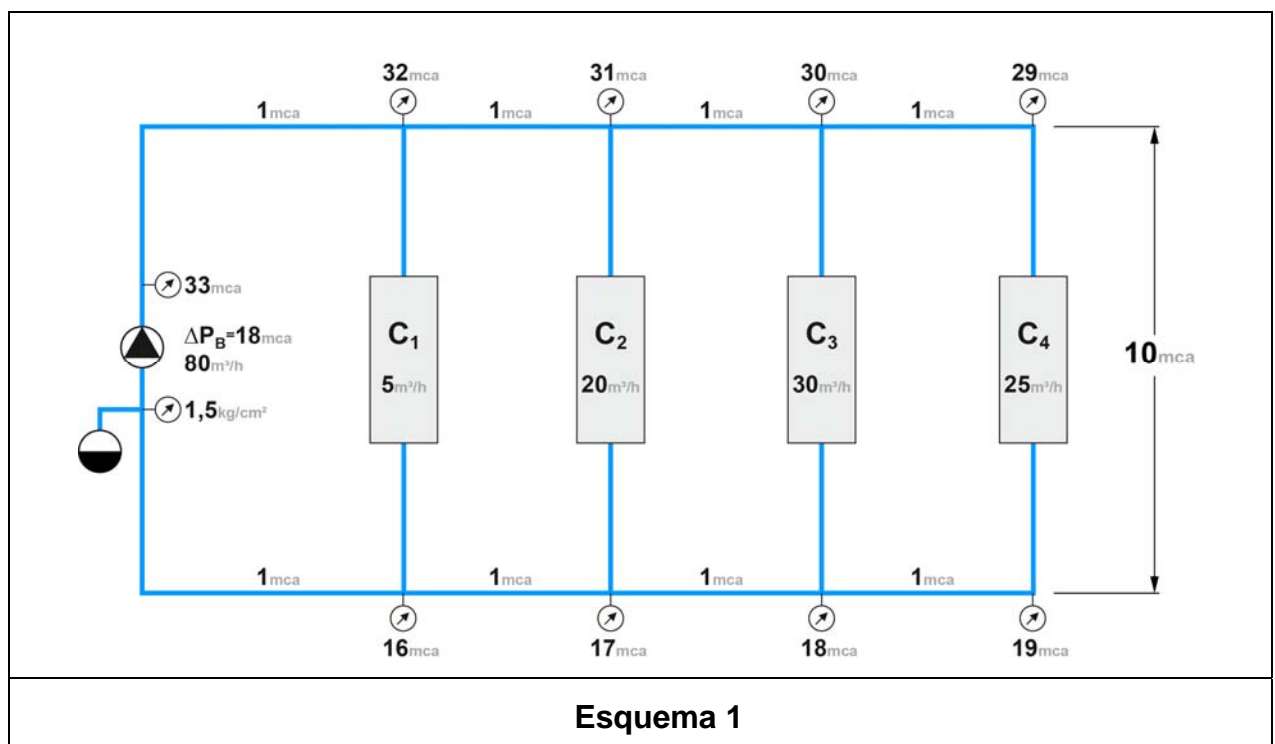 32mca 31mca 30mca 29mca
1mca 1mca 1mca 1mca
33mca
ΔPB=18mca
80m³/h
1,5kg/cm²
C1
5m³/h
C2
20m³/h
C3
30m³/h
C4
25m³/h
10mca
1mca 1mca 1mca 1mca
16mca 17mca 18mca 19mca
Esquema 1